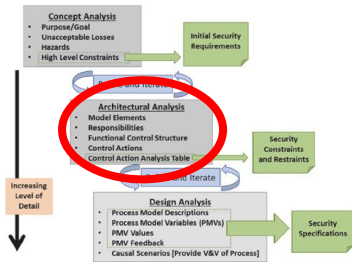 Concept Analysis
• Purpose/Goal
• Unacceptable Losses
• Hazards
• High Level Constraints
Initial Security
Requirements
and Iterate
Architectural Analysis
• Model Elements
• Responsibilities
• Functional Control Structure
• Control Actions
• Control Action Analysis Table
Security
Constraints
and Restraints
and Iterate
Increasing
Level of
Detail
Design Analysis
• Process Model Descriptions
• Process Model Variables (PMVs)
• PMV Values
• PMV Feedback
• Causal Scenarios [Provide V&V of Process]
Security
Specifications